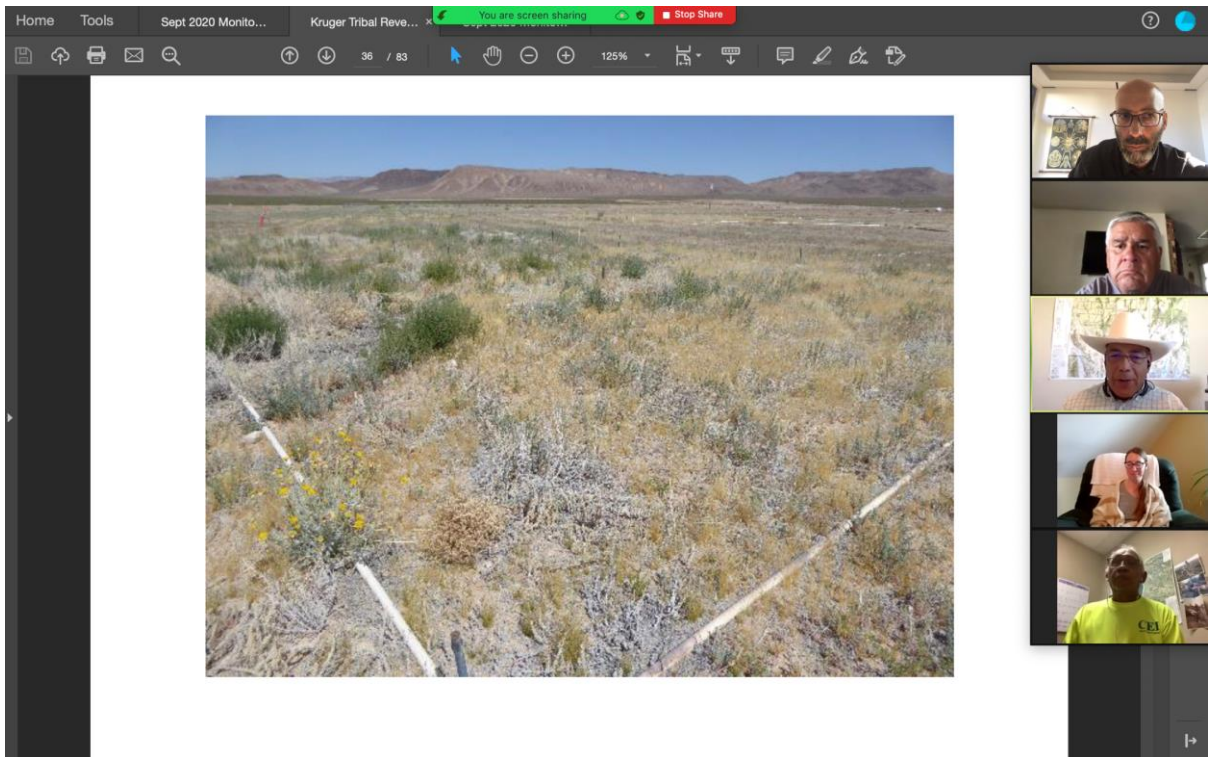 Home Tools Sept 2020 Monito... Kruger Tribal Reve... ×
You are screen sharing Stop Share
36 / 83 125%
CEI